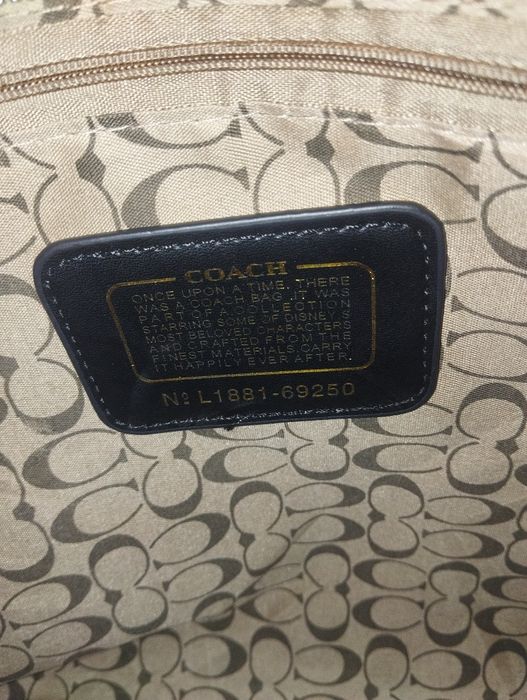 COACH
ONCE UPON A TIME, THERE
WAS A COACH BAG. IT WAS
PART OF A COLLECTION
STARRING SOME OF DISNEY'S
MOST BELOVED CHARACTERS
AND CRAFTED FROM THE
FINEST MATERIALS. CARRY
IT HAPPILY EVER AFTER.
Nº L1881-69250